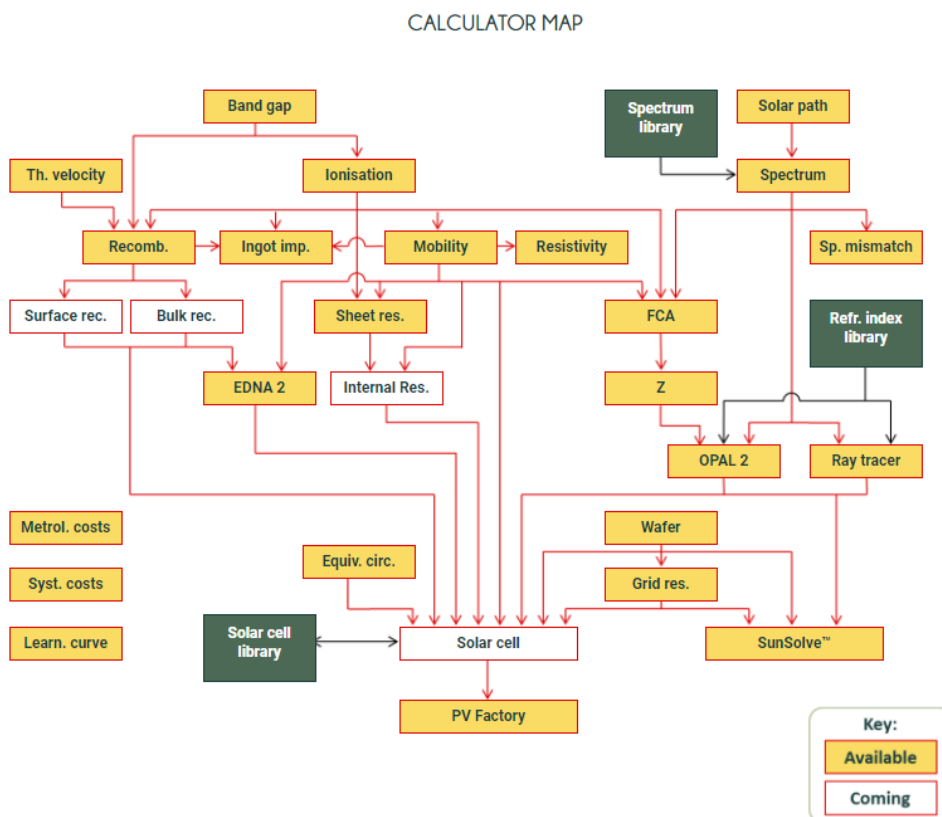 CALCULATOR MAP
Band gap
Spectrum
library
Solar path
Th. velocity
Ionisation
Spectrum
Recomb.
Ingot imp.
Mobility
Resistivity
Sp. mismatch
Surface rec.
Bulk rec.
Sheet res.
FCA
Refr. index
library
EDNA 2
Internal Res.
Z
OPAL 2
Ray tracer
Metrol. costs
Wafer
Equiv. circ.
Syst. costs
Grid res.
Learn. curve
Solar cell
library
Solar cell
SunSolve™
PV Factory
Key:
Available
Coming